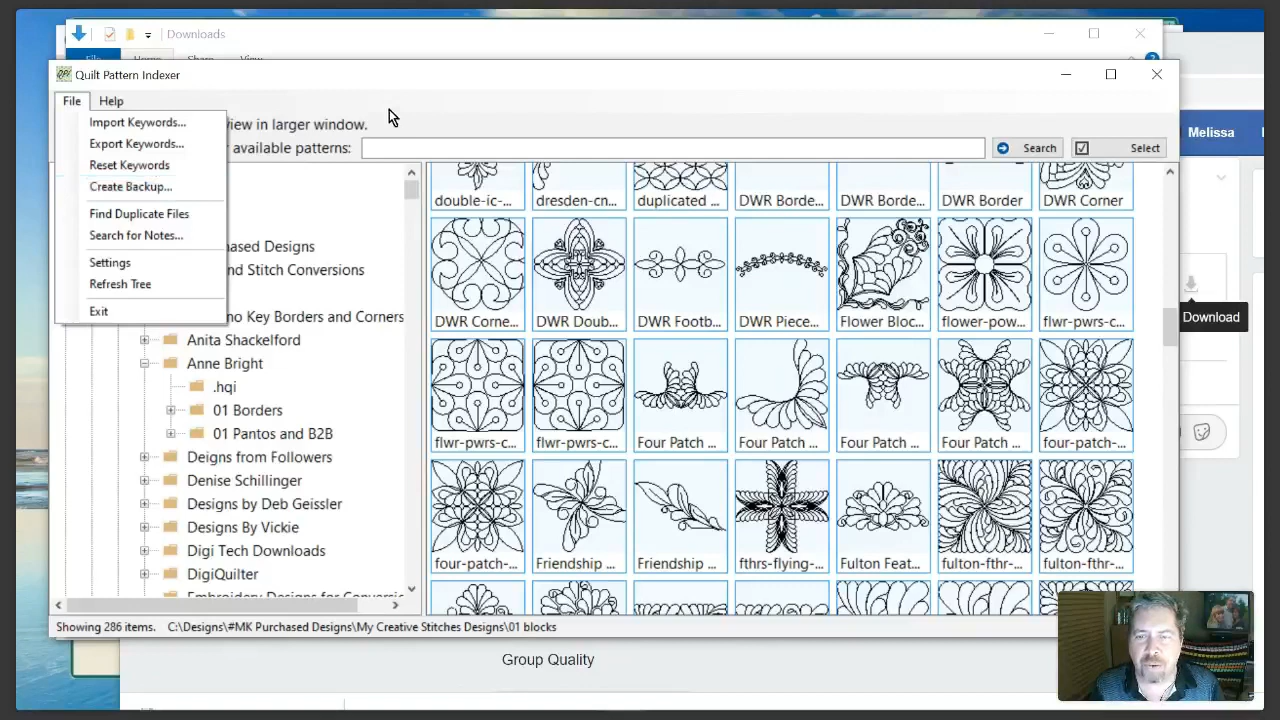 Downloads
File Home Share View
Quilt Pattern Indexer
File Help
Import Keywords...
Export Keywords...
Reset Keywords
Create Backup...
Find Duplicate Files
Search for Notes...
Settings
Refresh Tree
Exit
View in larger window.
available patterns:
Search
Select
Melissa
Download
and Stitch Conversions
Key Borders and Corners
Anita Shackelford
Anne Bright
.hqi
01 Borders
01 Pantos and B2B
Deigns from Followers
Denise Schillinger
Designs by Deb Geissler
Designs By Vickie
Digi Tech Downloads
DigiQuilter
double-ic-... dresden-cn... duplicated ... DWR Borde... DWR Borde... DWR Border DWR Corner
DWR Corne... DWR Doub... DWR Footb... DWR Piece... Flower Bloc... flower-pow... flwr-pwrs-c...
flwr-pwrs-c... flwr-pwrs-c... Four Patch ... Four Patch ... Four Patch ... Four Patch ... four-patch-...
four-patch-... Friendship ... Friendship ... fthrs-flying-... Fulton Feat... fulton-fthr-... fulton-fthr-...
Showing 286 items. C:\Designs\#MK Purchased Designs\My Creative Stitches Designs\01 blocks
Group Quality